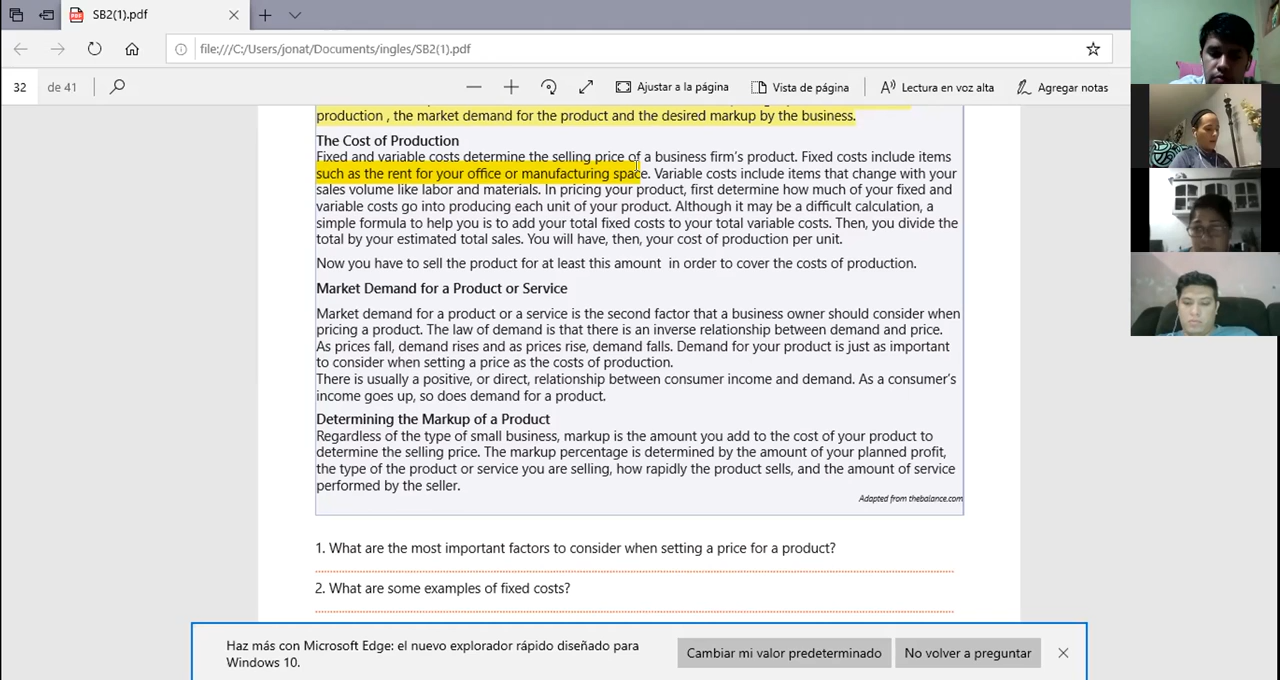 SB2(1).pdf
file:///C:/Users/jonat/Documents/ingles/SB2(1).pdf
32 de 41
Ajustar a la página
Vista de página
Lectura en voz alta
Agregar notas
production , the market demand for the product and the desired markup by the business.
The Cost of Production
Fixed and variable costs determine the selling price of a business firm's product. Fixed costs include items
such as the rent for your office or manufacturing space. Variable costs include items that change with your
sales volume like labor and materials. In pricing your product, first determine how much of your fixed and
variable costs go into producing each unit of your product. Although it may be a difficult calculation, a
simple formula to help you is to add your total fixed costs to your total variable costs. Then, you divide the
total by your estimated total sales. You will have, then, your cost of production per unit.
Now you have to sell the product for at least this amount in order to cover the costs of production.
Market Demand for a Product or Service
Market demand for a product or a service is the second factor that a business owner should consider when
pricing a product. The law of demand is that there is an inverse relationship between demand and price.
As prices fall, demand rises and as prices rise, demand falls. Demand for your product is just as important
to consider when setting a price as the costs of production.
There is usually a positive, or direct, relationship between consumer income and demand. As a consumer's
income goes up, so does demand for a product.
Determining the Markup of a Product
Regardless of the type of small business, markup is the amount you add to the cost of your product to
determine the selling price. The markup percentage is determined by the amount of your planned profit,
the type of the product or service you are selling, how rapidly the product sells, and the amount of service
performed by the seller.
Adapted from thebalance.com
1. What are the most important factors to consider when setting a price for a product?
2. What are some examples of fixed costs?
Haz más con Microsoft Edge: el nuevo explorador rápido diseñado para
Windows 10.
Cambiar mi valor predeterminado
No volver a preguntar